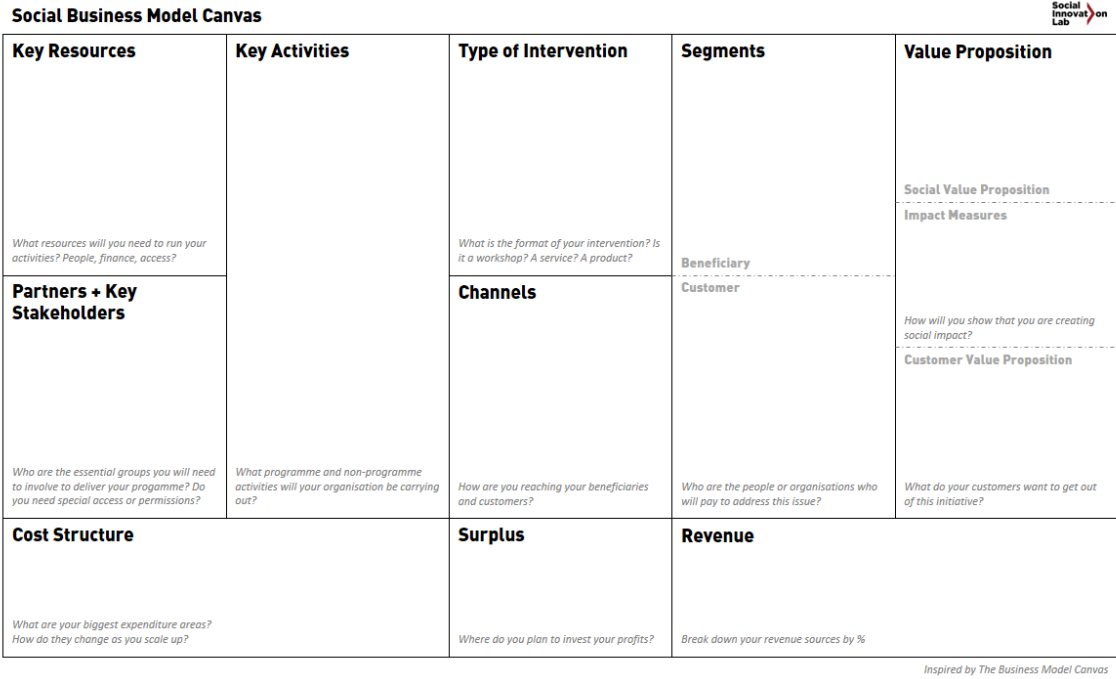 Social Business Model Canvas
Social
Innovat on
Lab
Key Resources
What resources will you need to run your
activities? People, finance, access?
Partners + Key
Stakeholders
Who are the essential groups you will need
to involve to deliver your progamme? Do
you need special access or permissions?
Key Activities
What programme and non-programme
activities will your organisation be carrying
out?
Type of Intervention
What is the format of your intervention? Is
it a workshop? A service? A product?
Channels
How are you reaching your beneficiaries
and customers?
Segments
Beneficiary
Customer
Who are the people or organisations who
will pay to address this issue?
Value Proposition
Social Value Proposition
Impact Measures
How will you show that you are creating
social impact?
Customer Value Proposition
What do your customers want to get out
of this initiative?
Cost Structure
What are your biggest expenditure areas?
How do they change as you scale up?
Surplus
Where do you plan to invest your profits?
Revenue
Break down your revenue sources by %
Inspired by The Business Model Canvas